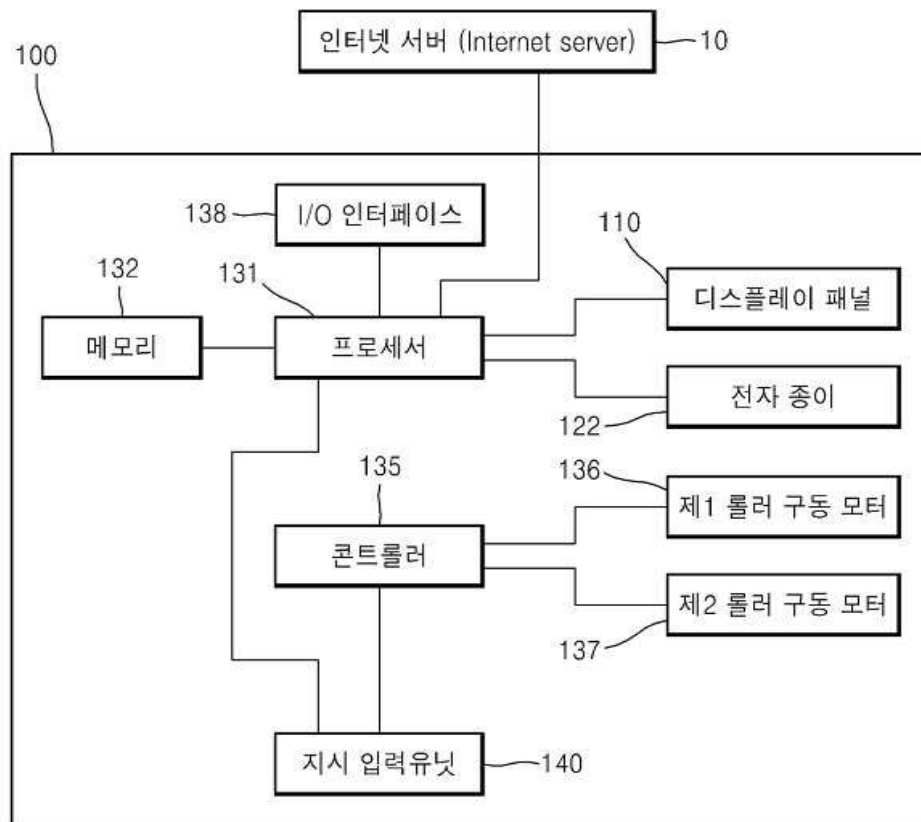 인터넷 서버 (Internet server)
10
100
138
I/O 인터페이스
110
132
131
디스플레이 패널
메모리
프로세서
전자 종이
122
135
136
제1 롤러 구동 모터
콘트롤러
제2 롤러 구동 모터
137
지시 입력유닛
140